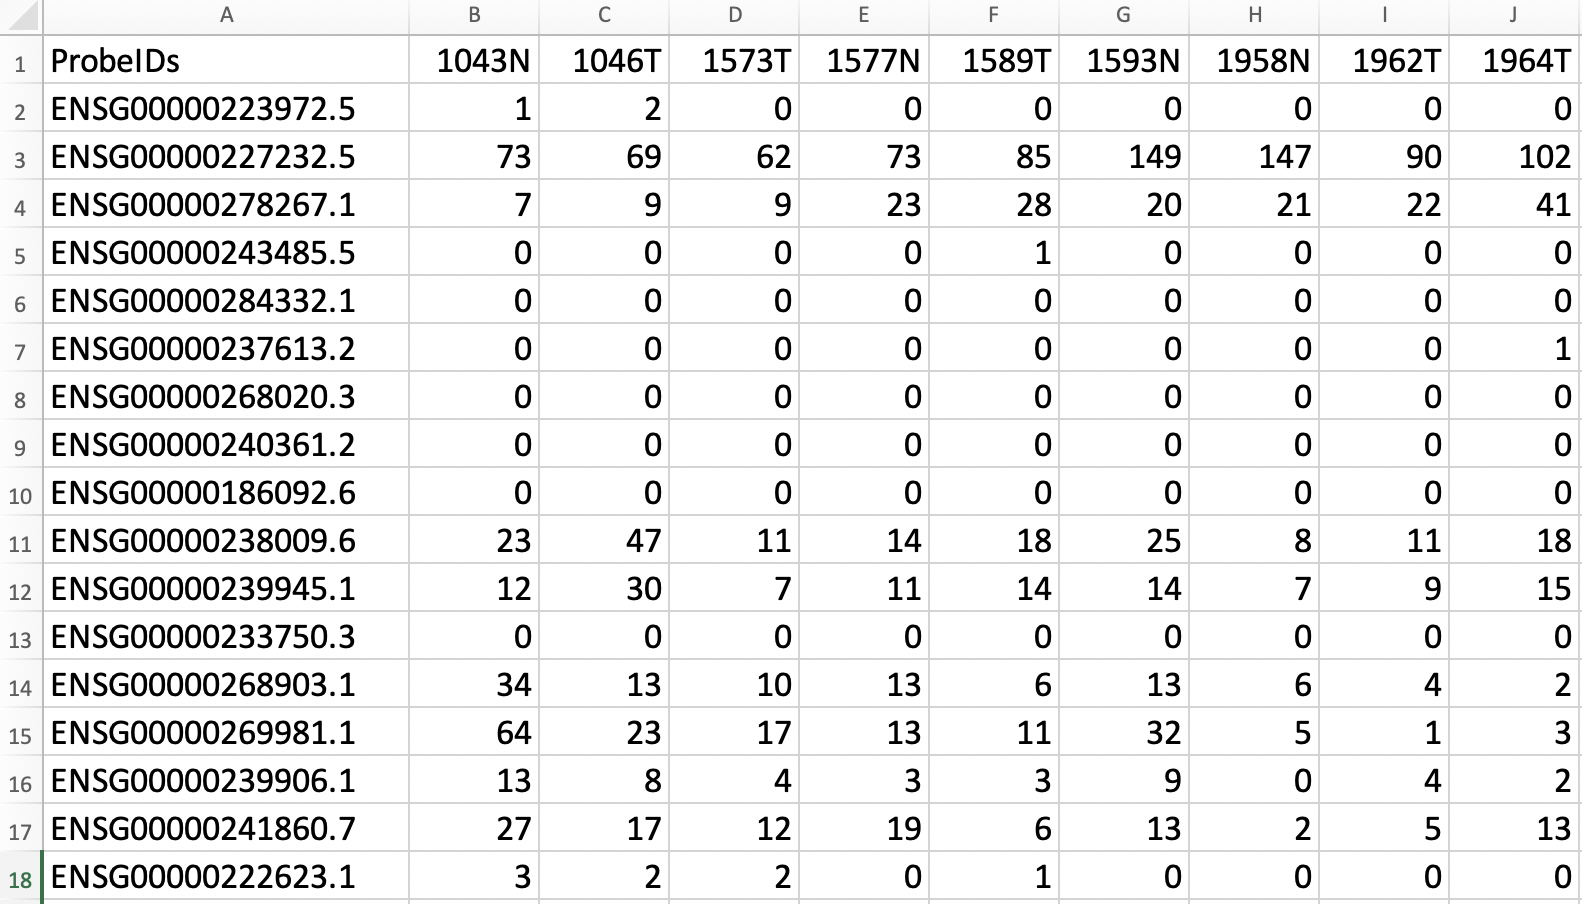 A B C D E F G H I J
1 ProbeIDs 1043N 1046T 1573T 1577N 1589T 1593N 1958N 1962T 1964T
2 ENSG00000223972.5 1 2 0 0 0 0 0 0 0
3 ENSG00000227232.5 73 69 62 73 85 149 147 90 102
4 ENSG00000278267.1 7 9 9 23 28 20 21 22 41
5 ENSG00000243485.5 0 0 0 0 1 0 0 0 0
6 ENSG00000284332.1 0 0 0 0 0 0 0 0 0
7 ENSG00000237613.2 0 0 0 0 0 0 0 0 1
8 ENSG00000268020.3 0 0 0 0 0 0 0 0 0
9 ENSG00000240361.2 0 0 0 0 0 0 0 0 0
10 ENSG00000186092.6 0 0 0 0 0 0 0 0 0
11 ENSG00000238009.6 23 47 11 14 18 25 8 11 18
12 ENSG00000239945.1 12 30 7 11 14 14 7 9 15
13 ENSG00000233750.3 0 0 0 0 0 0 0 0 0
14 ENSG00000268903.1 34 13 10 13 6 13 6 4 2
15 ENSG00000269981.1 64 23 17 13 11 32 5 1 3
16 ENSG00000239906.1 13 8 4 3 3 9 0 4 2
17 ENSG00000241860.7 27 17 12 19 6 13 2 5 13
18 ENSG00000222623.1 3 2 2 0 1 0 0 0 0